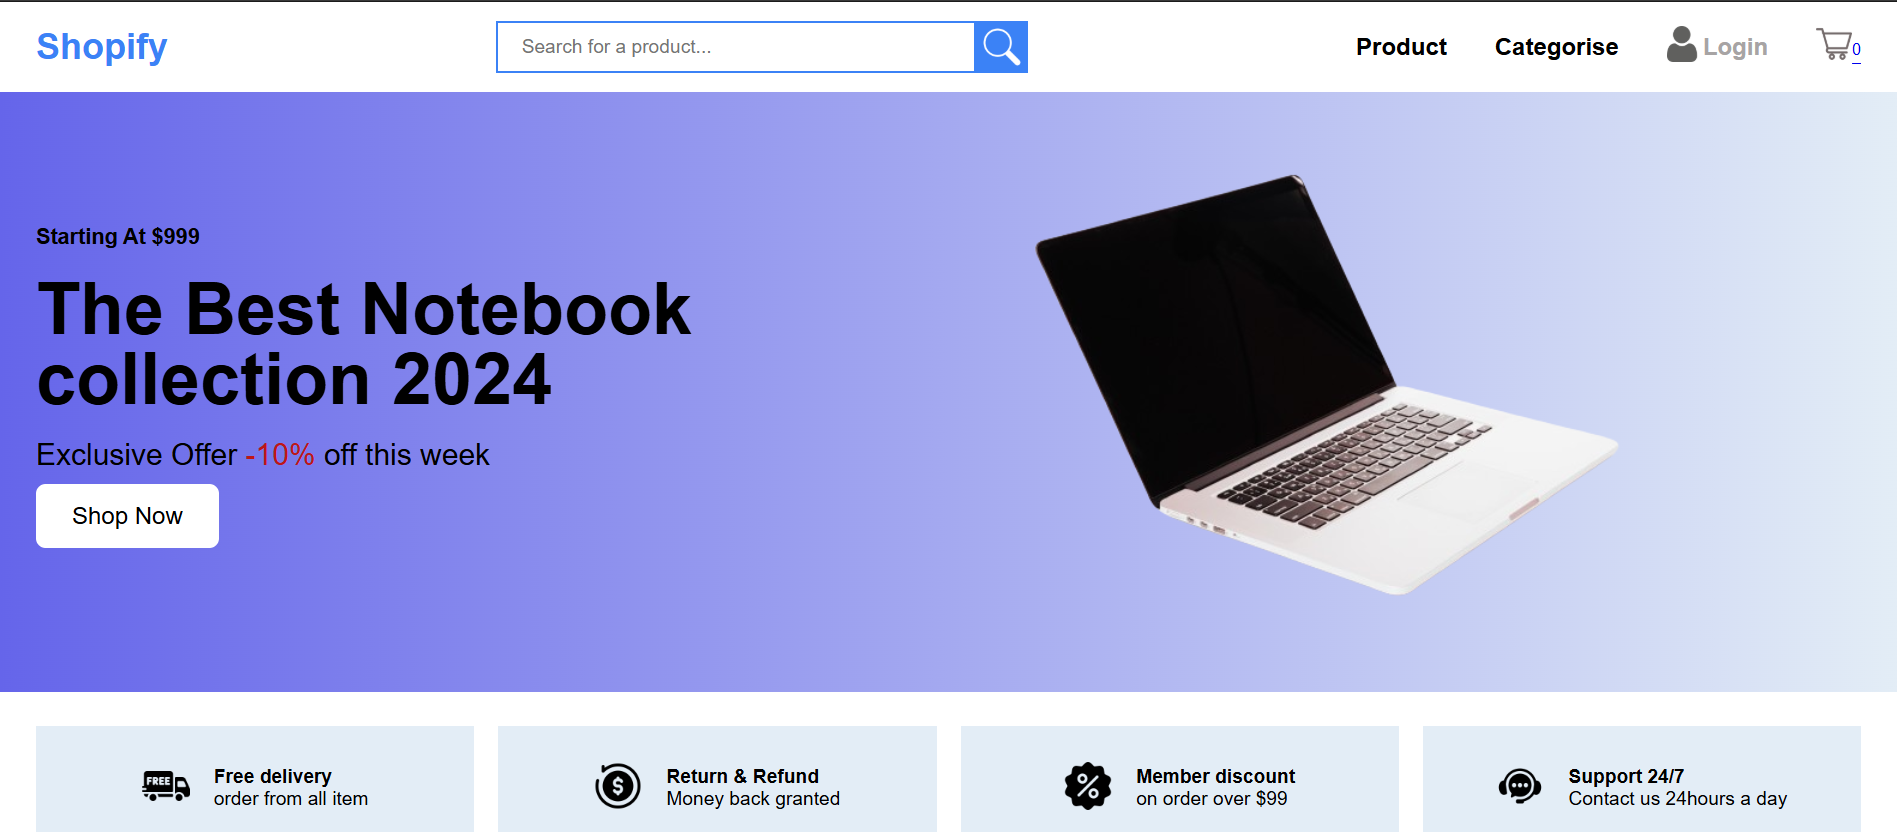 Shopify
Search for a product...
Product
Categorise
Login
0
Starting At $999
The Best Notebook
collection 2024
Exclusive Offer -10% off this week
Shop Now
FREE
Free delivery
order from all item
$
Return & Refund
Money back granted
%
Member discount
on order over $99
Support 24/7
Contact us 24hours a day